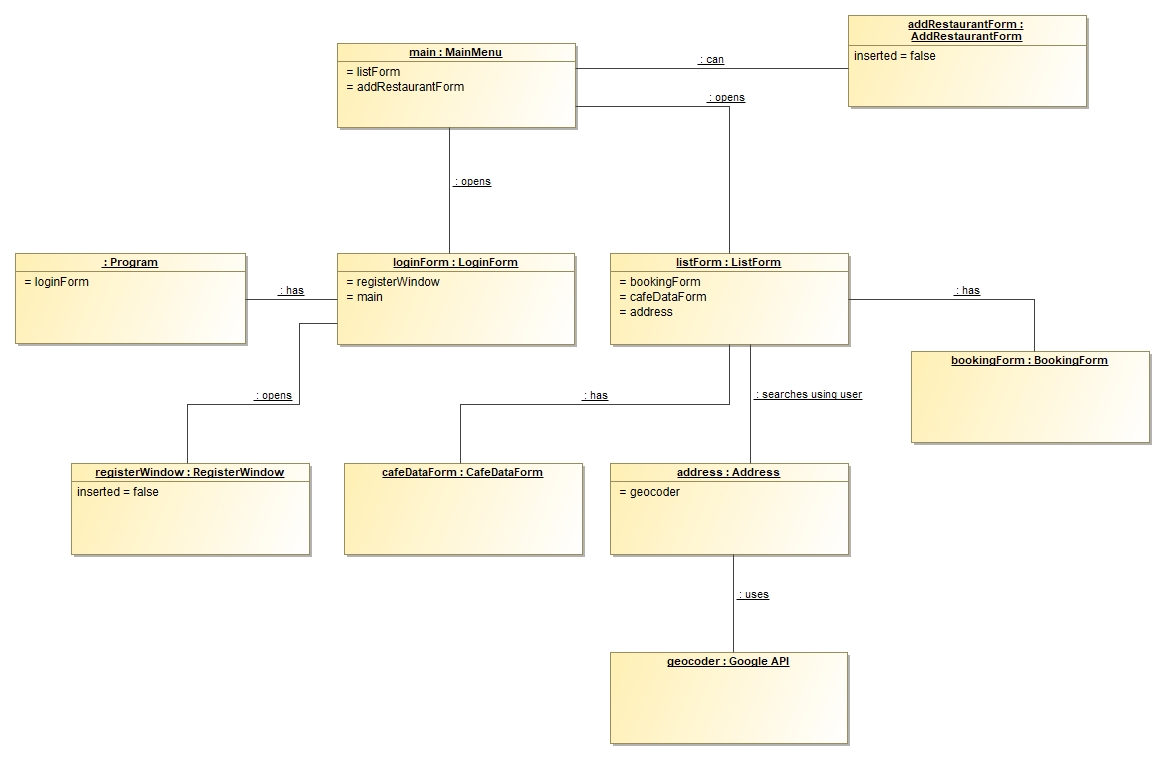 addRestaurantForm :
AddRestaurantForm
inserted = false
main : MainMenu
= listForm
= addRestaurantForm
: can
: opens
: opens
: Program
= loginForm
: has
loginForm : LoginForm
= registerWindow
= main
listForm : ListForm
= bookingForm
= cafeDataForm
= address
: has
bookingForm : BookingForm
: opens
: has
: searches using user
registerWindow : RegisterWindow
inserted = false
cafeDataForm : CafeDataForm
address : Address
= geocoder
: uses
geocoder : Google API